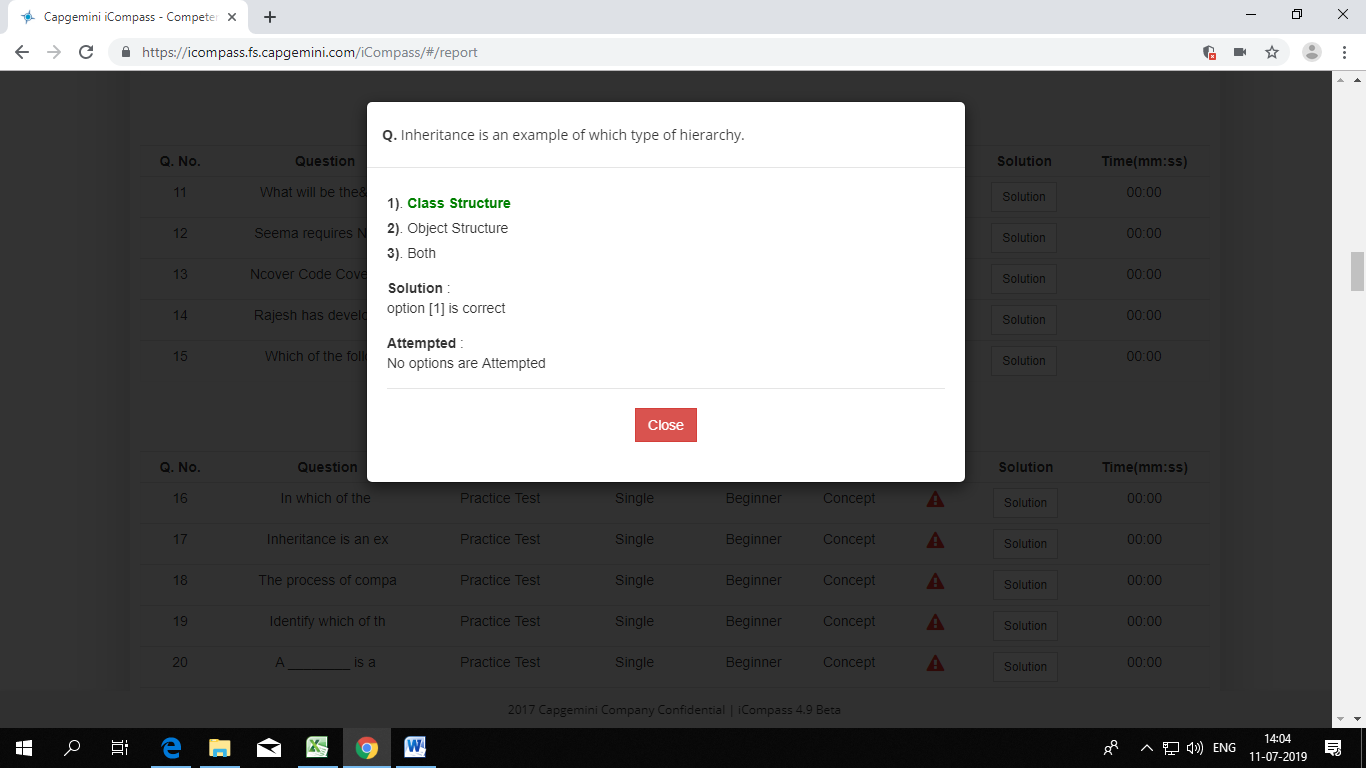 Capgemini iCompass - Competer
https://icompass.fs.capgemini.com/iCompass/#/report
Q. Inheritance is an example of which type of hierarchy.
1). Class Structure
2). Object Structure
3). Both
Solution :
option [1] is correct
Attempted :
No options are Attempted
Close
Q. No. Question Solution Time(mm:ss)
11 What will be the& Solution 00:00
12 Seema requires N Solution 00:00
13 Ncover Code Cove Solution 00:00
14 Rajesh has develo Solution 00:00
15 Which of the foll Solution 00:00
Q. No. Question Solution Time(mm:ss)
16 In which of the Practice Test Single Beginner Concept Solution 00:00
17 Inheritance is an ex Practice Test Single Beginner Concept Solution 00:00
18 The process of compa Practice Test Single Beginner Concept Solution 00:00
19 Identify which of th Practice Test Single Beginner Concept Solution 00:00
20 A ________ is a Practice Test Single Beginner Concept Solution 00:00
2017 Capgemini Company Confidential | iCompass 4.9 Beta
ENG 14:04
11-07-2019